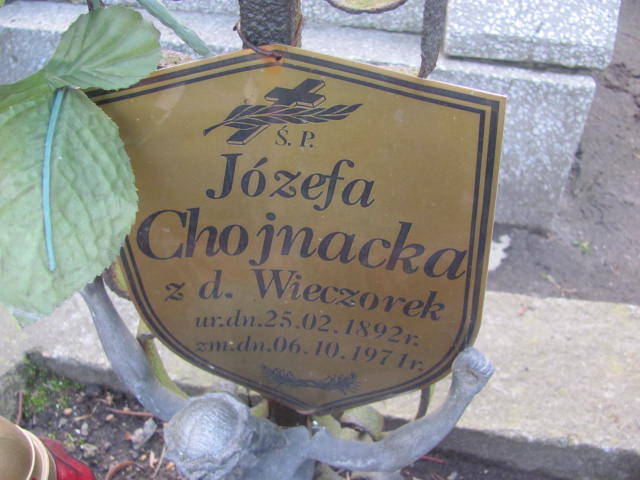 Ś. P.
Józefa
Chojnacka
z d. Wieczorek
ur.dn.25.02.1892r.
zm.dn.06.10.1971r.